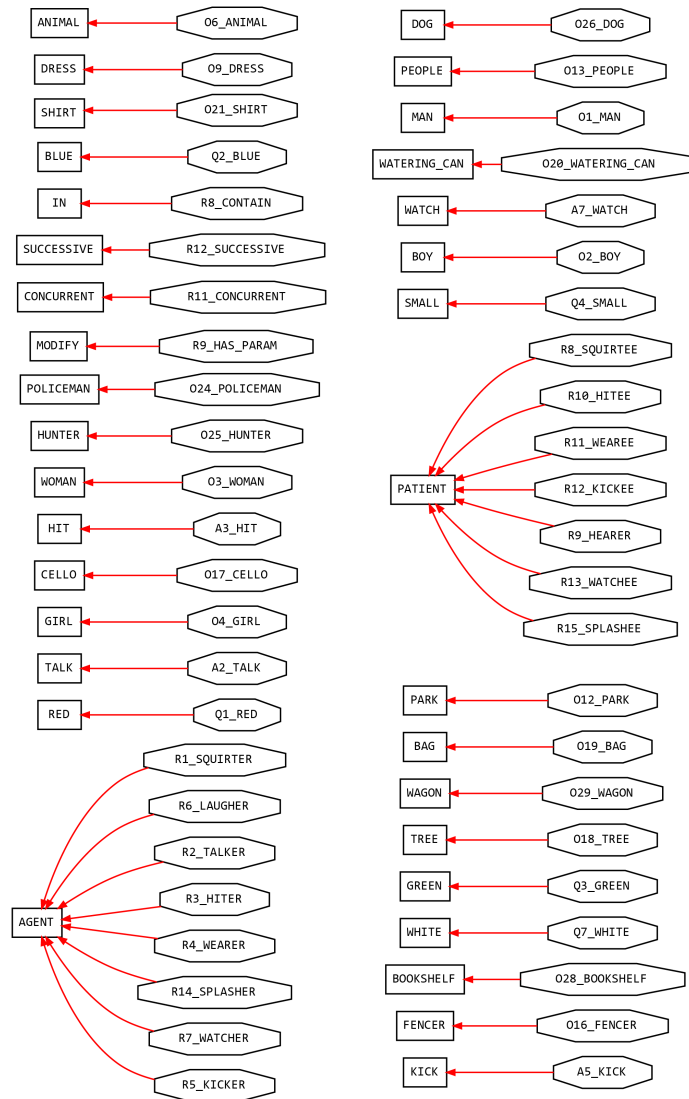 ANIMAL O6_ANIMAL
DRESS O9_DRESS
SHIRT O21_SHIRT
BLUE Q2_BLUE
IN R8_CONTAIN
SUCCESSIVE R12_SUCCESSIVE
CONCURRENT R11_CONCURRENT
MODIFY R9_HAS_PARAM
POLICEMAN O24_POLICEMAN
HUNTER O25_HUNTER
WOMAN O3_WOMAN
HIT A3_HIT
CELLO O17_CELLO
GIRL O4_GIRL
TALK A2_TALK
RED Q1_RED
R1_SQUIRTER
R6_LAUGHER
R2_TALKER
R3_HITER
AGENT
R4_WEARER
R14_SPLASHER
R7_WATCHER
R5_KICKER
DOG O26_DOG
PEOPLE O13_PEOPLE
MAN O1_MAN
WATERING_CAN O20_WATERING_CAN
WATCH A7_WATCH
BOY O2_BOY
SMALL Q4_SMALL
R8_SQUIRTEE
R10_HITEE
R11_WEAREE
PATIENT R12_KICKEE
R9_HEARER
R13_WATCHEE
R15_SPLASHEE
PARK O12_PARK
BAG O19_BAG
WAGON O29_WAGON
TREE O18_TREE
GREEN Q3_GREEN
WHITE Q7_WHITE
BOOKSHELF O28_BOOKSHELF
FENCER O16_FENCER
KICK A5_KICK